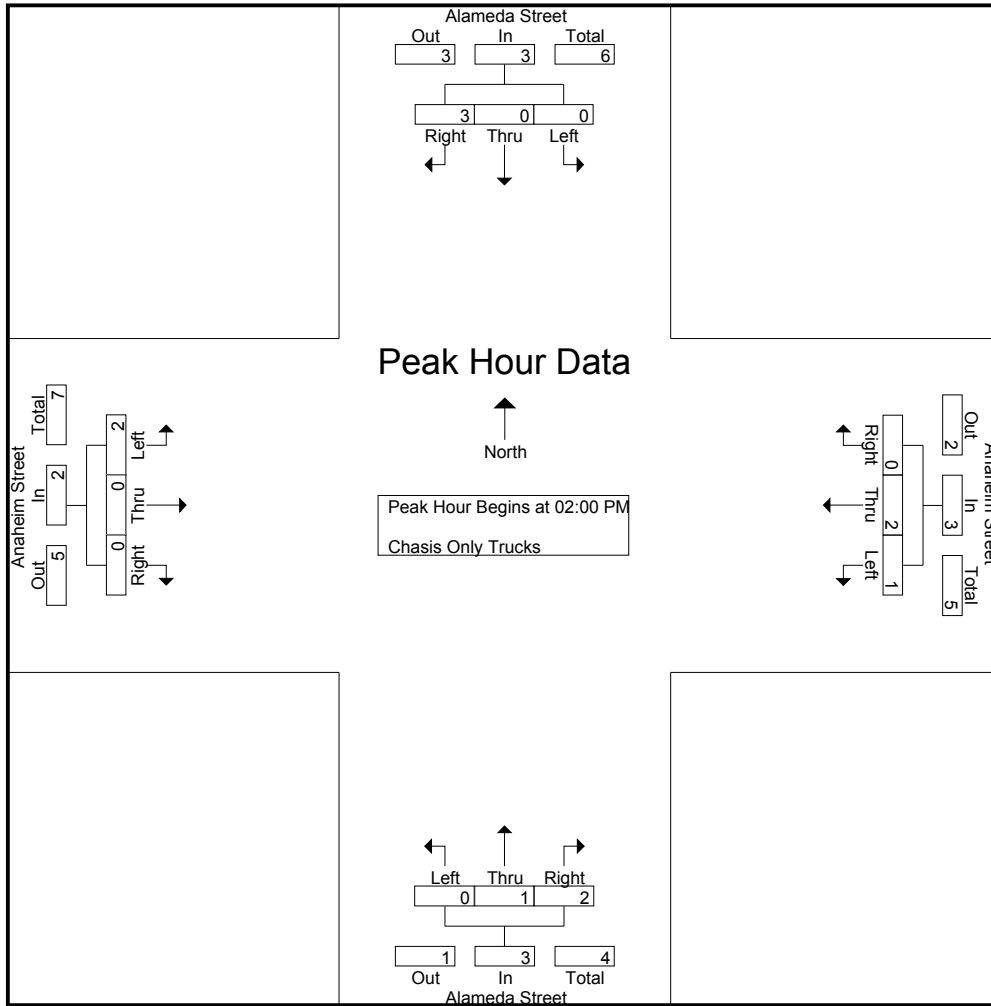 Alameda Street
Out In Total
3 3 6
3 0 0
Right Thru Left
Peak Hour Data
North
Peak Hour Begins at 02:00 PM
Chasis Only Trucks
Anaheim Street
Out In Total
5 2 7
Right Thru Left
0 0 2
Anaheim Street
Out In Total
2 3 5
Right Thru Left
0 2 1
Left Thru Right
0 1 2
1 3 4
Out In Total
Alameda Street